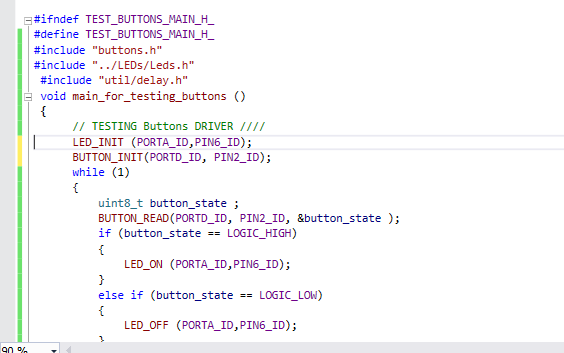 #ifndef TEST_BUTTONS_MAIN_H_
#define TEST_BUTTONS_MAIN_H_
#include "buttons.h"
#include "../LEDs/Leds.h"
#include "util/delay.h"
void main_for_testing_buttons ()
{
// TESTING Buttons DRIVER ////
LED_INIT (PORTA_ID,PIN6_ID);
BUTTON_INIT(PORTD_ID, PIN2_ID);
while (1)
{
uint8_t button_state ;
BUTTON_READ(PORTD_ID, PIN2_ID, &button_state );
if (button_state == LOGIC_HIGH)
{
LED_ON (PORTA_ID,PIN6_ID);
}
else if (button_state == LOGIC_LOW)
{
LED_OFF (PORTA_ID,PIN6_ID);
}
90 %